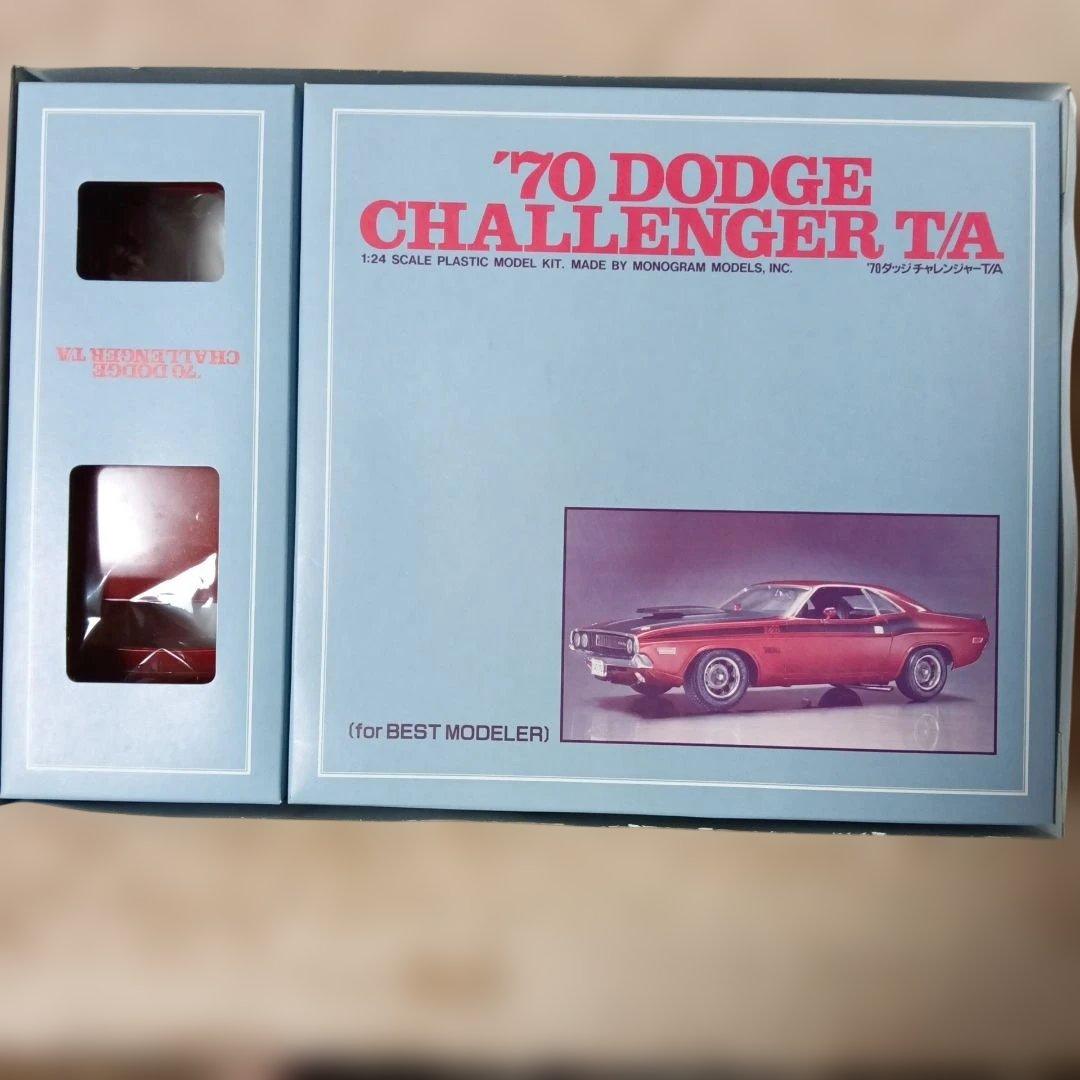 '70 DODGE
CHALLENGER T/A
1:24 SCALE PLASTIC MODEL KIT. MADE BY MONOGRAM MODELS, INC.
'70ダッジチャレンジャーT/A
'70 DODGE
CHALLENGER T/A
(for BEST MODELER)